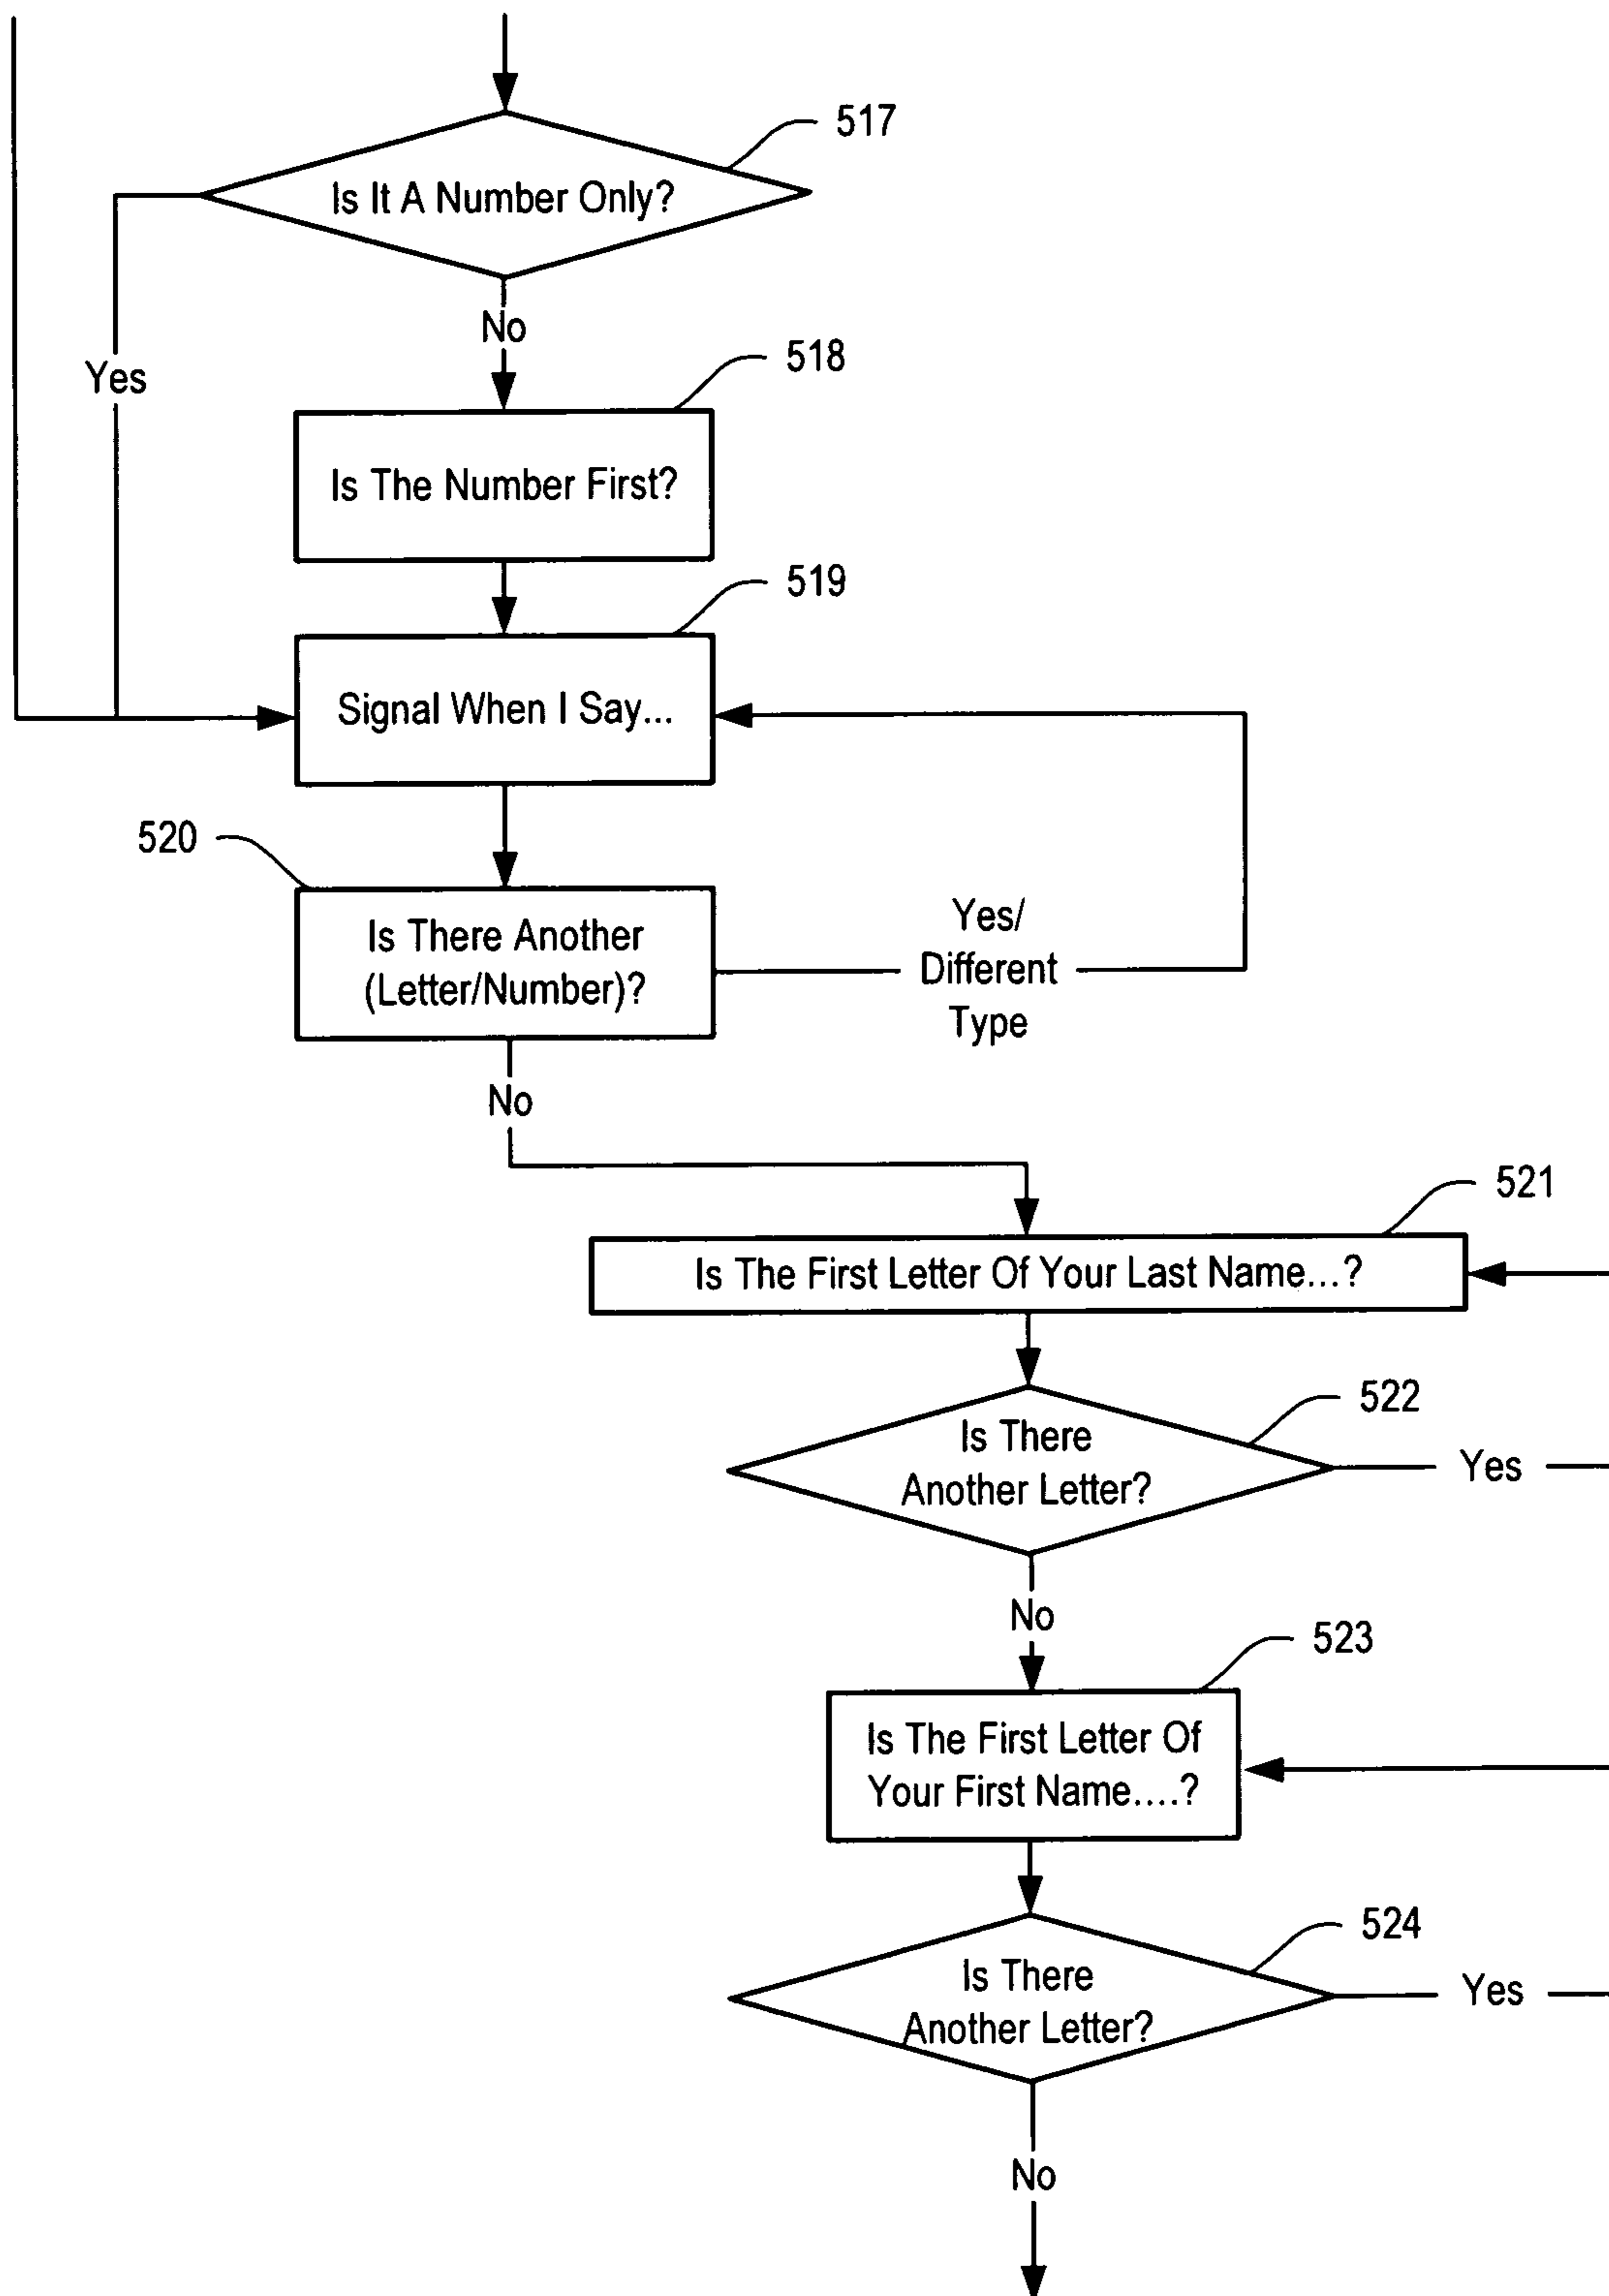 517
Is It A Number Only?
No
Yes
518
Is The Number First?
519
Signal When I Say...
520
Is There Another
(Letter/Number)?
Yes/
Different
Type
No
521
Is The First Letter Of Your Last Name...?
522
Is There
Another Letter?
Yes
No
523
Is The First Letter Of
Your First Name....?
524
Is There
Another Letter?
Yes
No